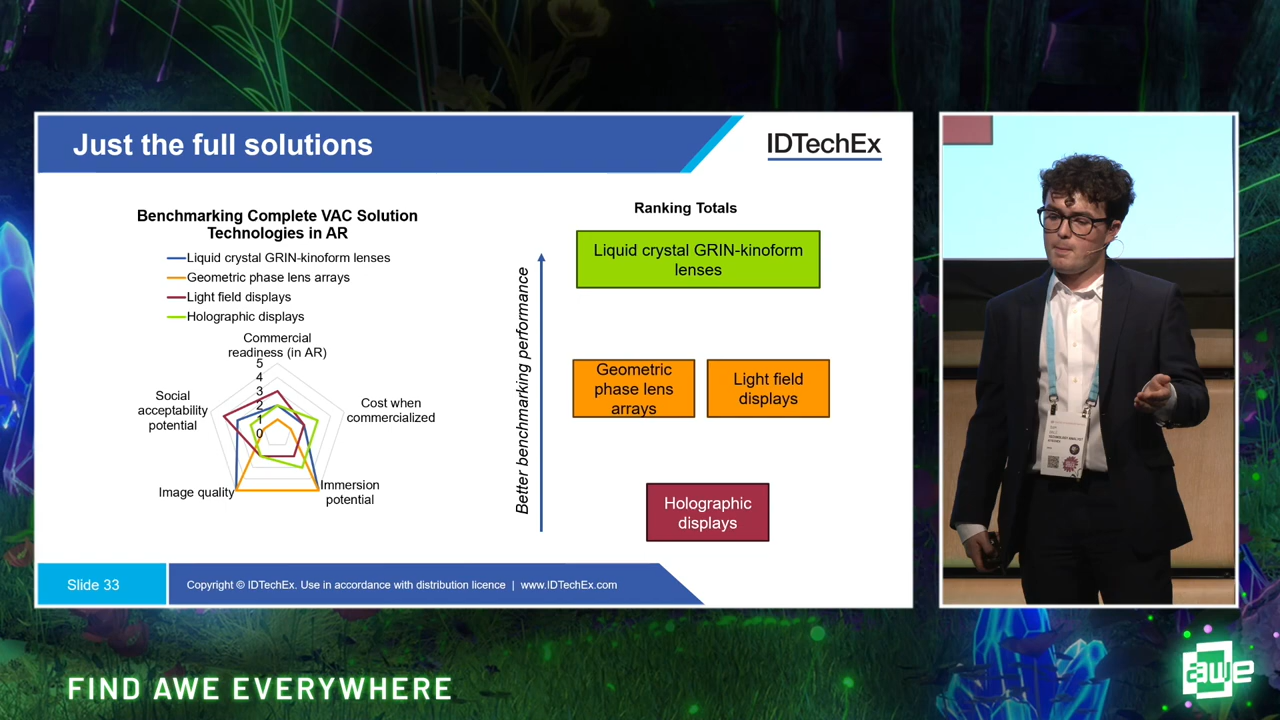 Just the full solutions
IDTechEx
Benchmarking Complete VAC Solution
Technologies in AR
Liquid crystal GRIN-kinoform lenses
Geometric phase lens arrays
Light field displays
Holographic displays
Commercial
readiness (in AR)
5
4
3
2
1
0
Cost when
commercialized
Immersion
potential
Image quality
Social
acceptability
potential
Ranking Totals
Better benchmarking performance
Liquid crystal GRIN-kinoform
lenses
Geometric
phase lens
arrays
Light field
displays
Holographic
displays
Slide 33
Copyright © IDTechEx. Use in accordance with distribution licence | www.IDTechEx.com
TECHNOLOGY ANALYST
FIND AWE EVERYWHERE
awe